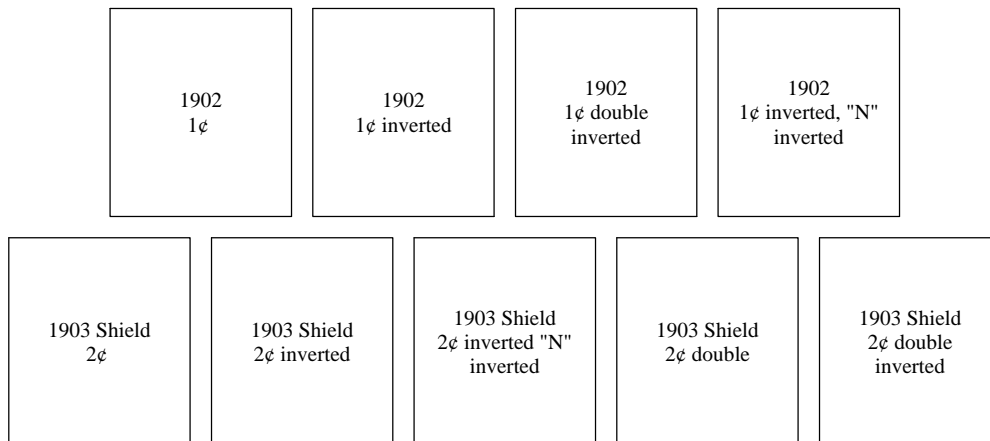 1902
1¢
1902
1¢ inverted
1902
1¢ double
inverted
1902
1¢ inverted, "N"
inverted
1903 Shield
2¢
1903 Shield
2¢ inverted
1903 Shield
2¢ inverted "N"
inverted
1903 Shield
2¢ double
1903 Shield
2¢ double
inverted